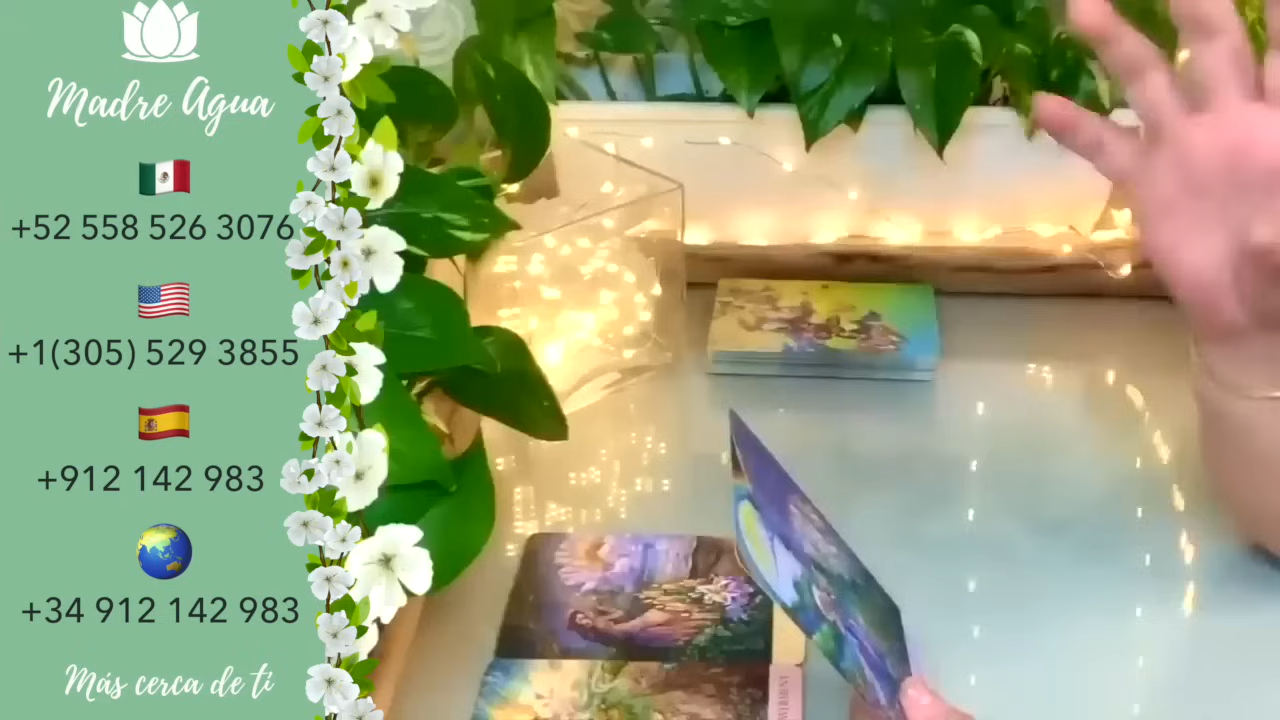 Madre Agua
+52 558 526 3076
+1(305) 529 3855
+912 142 983
+34 912 142 983
Más cerca de ti